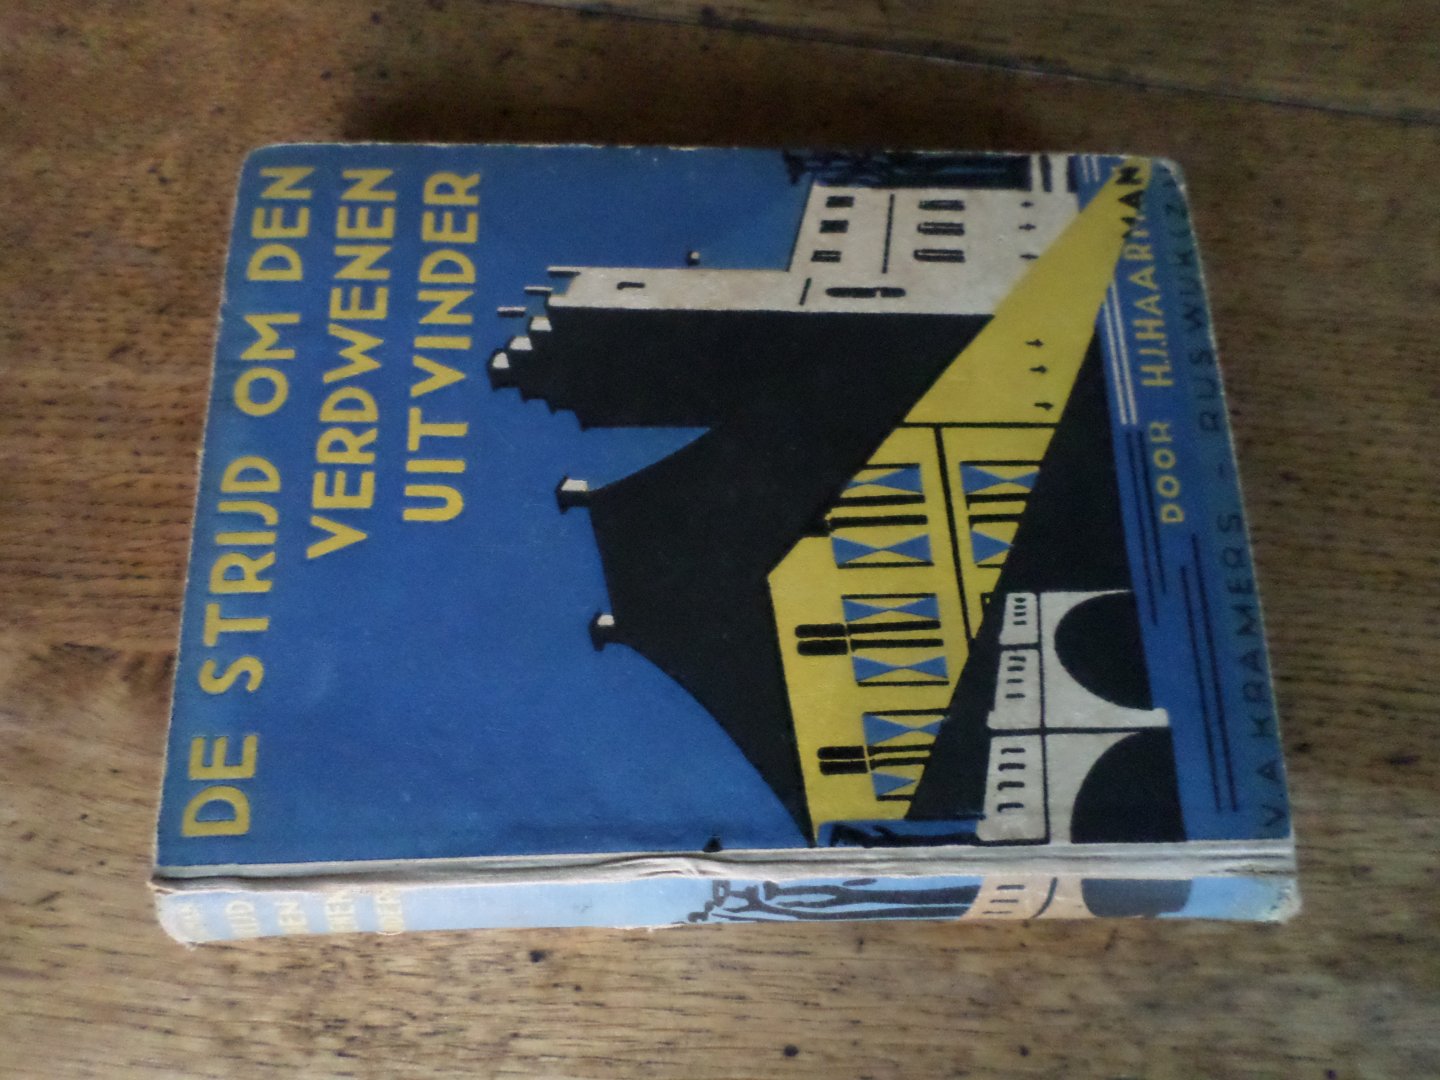 DE STRIJD OM DEN
VERDWENEN
UITVINDER
DOOR H.J.HAARMAN
V.A. KRAMERS - RIJSWIJK (Z.H